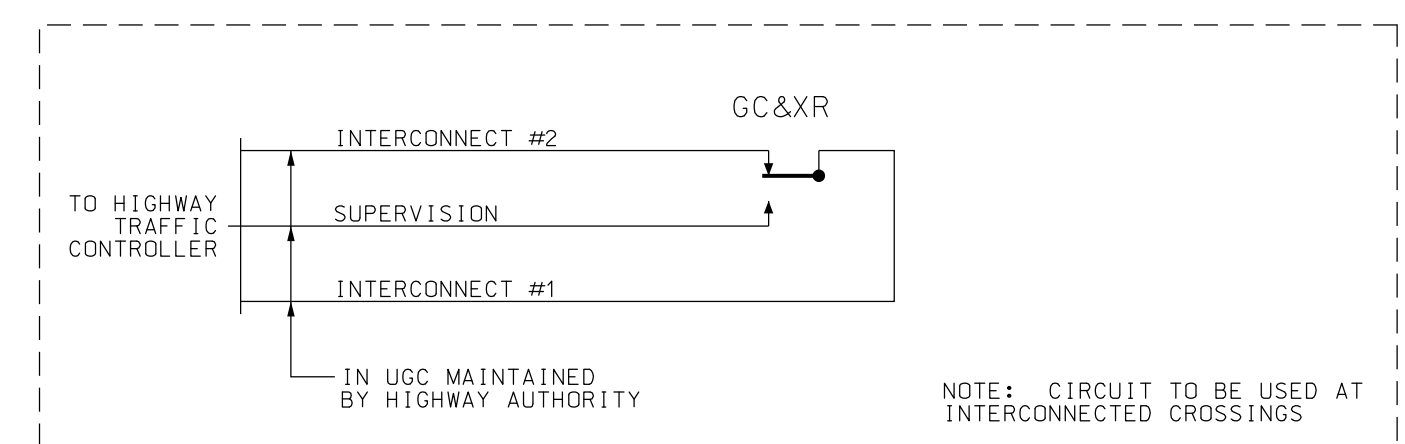 GC&XR
INTERCONNECT #2
TO HIGHWAY
TRAFFIC
CONTROLLER
SUPERVISION
INTERCONNECT #1
IN UGC MAINTAINED
BY HIGHWAY AUTHORITY
NOTE: CIRCUIT TO BE USED AT
INTERCONNECTED CROSSINGS